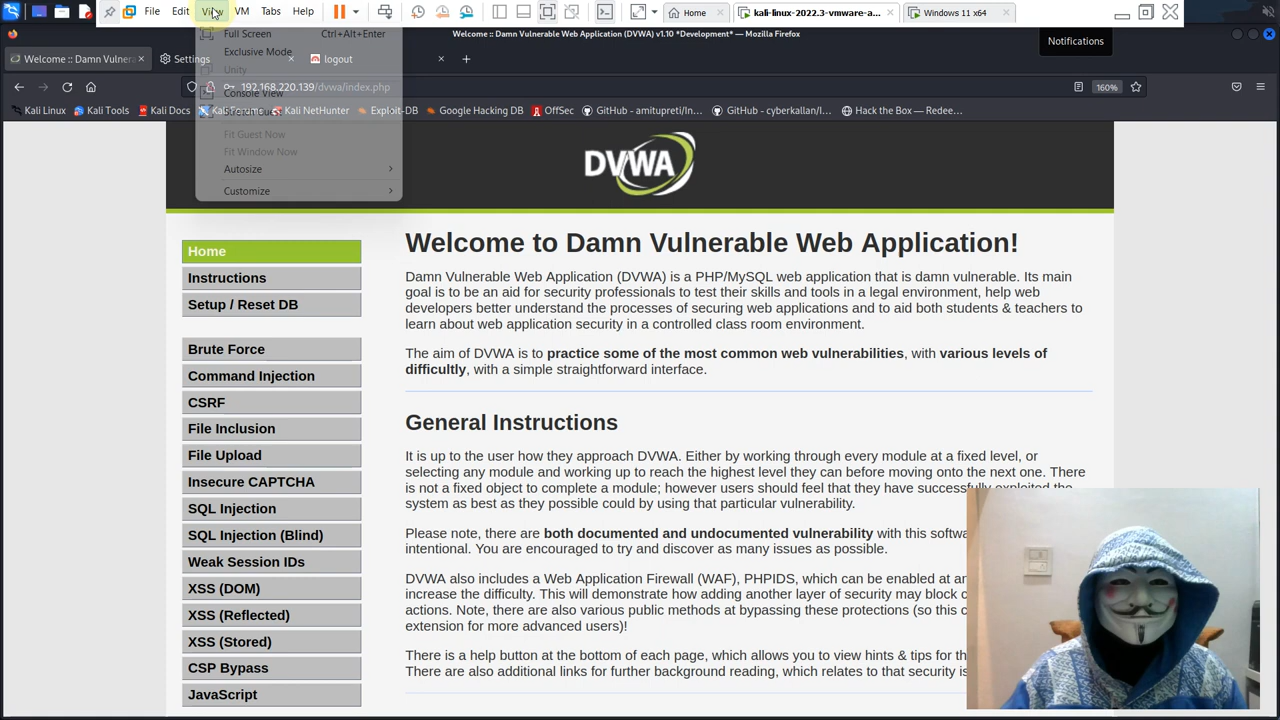 File Edit View VM Tabs Help
Home
kali-linux-2022.3-vmware-a...
Windows 11 x64
Full Screen Ctrl+Alt+Enter
Exclusive Mode
Unity
Console View
Fit Guest Now
Fit Window Now
Autosize
Customize
Welcome :: Damn Vulnerable Web Application (DVWA) v1.10 *Development* — Mozilla Firefox
Notifications
Welcome :: Damn Vulnera
Settings
logout
192.168.220.139/dvwa/index.php
160%
Kali Linux
Kali Tools
Kali Docs
Kali Forums
Kali NetHunter
Exploit-DB
Google Hacking DB
OffSec
GitHub - amitupreti/Han...
GitHub - cyberkallan/I...
Hack the Box — Redee...
DVWA
Home
Instructions
Setup / Reset DB
Brute Force
Command Injection
CSRF
File Inclusion
File Upload
Insecure CAPTCHA
SQL Injection
SQL Injection (Blind)
Weak Session IDs
XSS (DOM)
XSS (Reflected)
XSS (Stored)
CSP Bypass
JavaScript
Welcome to Damn Vulnerable Web Application!
Damn Vulnerable Web Application (DVWA) is a PHP/MySQL web application that is damn vulnerable. Its main
goal is to be an aid for security professionals to test their skills and tools in a legal environment, help web
developers better understand the processes of securing web applications and to aid both students & teachers to
learn about web application security in a controlled class room environment.
The aim of DVWA is to practice some of the most common web vulnerabilities, with various levels of
difficultly, with a simple straightforward interface.
General Instructions
It is up to the user how they approach DVWA. Either by working through every module at a fixed level, or
selecting any module and working up to reach the highest level they can before moving onto the next one. There
is not a fixed object to complete a module; however users should feel that they have successfully exploited the
system as best as they possible could by using that particular vulnerability.
Please note, there are both documented and undocumented vulnerability with this softwa
intentional. You are encouraged to try and discover as many issues as possible.
DVWA also includes a Web Application Firewall (WAF), PHPIDS, which can be enabled at an
increase the difficulty. This will demonstrate how adding another layer of security may block c
actions. Note, there are also various public methods at bypassing these protections (so this c
extension for more advanced users)!
There is a help button at the bottom of each page, which allows you to view hints & tips for th
There are also additional links for further background reading, which relates to that security is